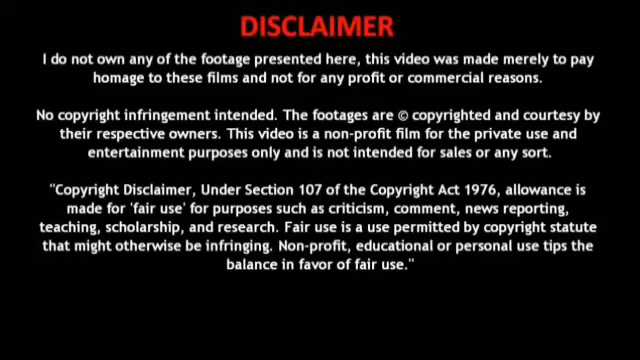 DISCLAIMER
I do not own any of the footage presented here, this video was made merely to pay
homage to these films and not for any profit or commercial reasons.
No copyright infringement intended. The footages are © copyrighted and courtesy by
their respective owners. This video is a non-profit film for the private use and
entertainment purposes only and is not intended for sales or any sort.
"Copyright Disclaimer, Under Section 107 of the Copyright Act 1976, allowance is
made for 'fair use' for purposes such as criticism, comment, news reporting,
teaching, scholarship, and research. Fair use is a use permitted by copyright statute
that might otherwise be infringing. Non-profit, educational or personal use tips the
balance in favor of fair use."